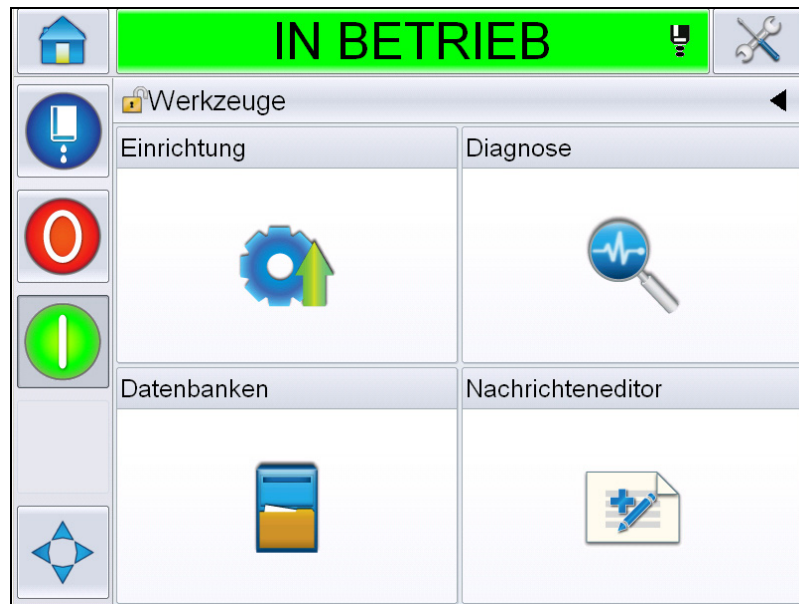 IN BETRIEB
Werkzeuge
Einrichtung
Diagnose
Datenbanken
Nachrichteneditor